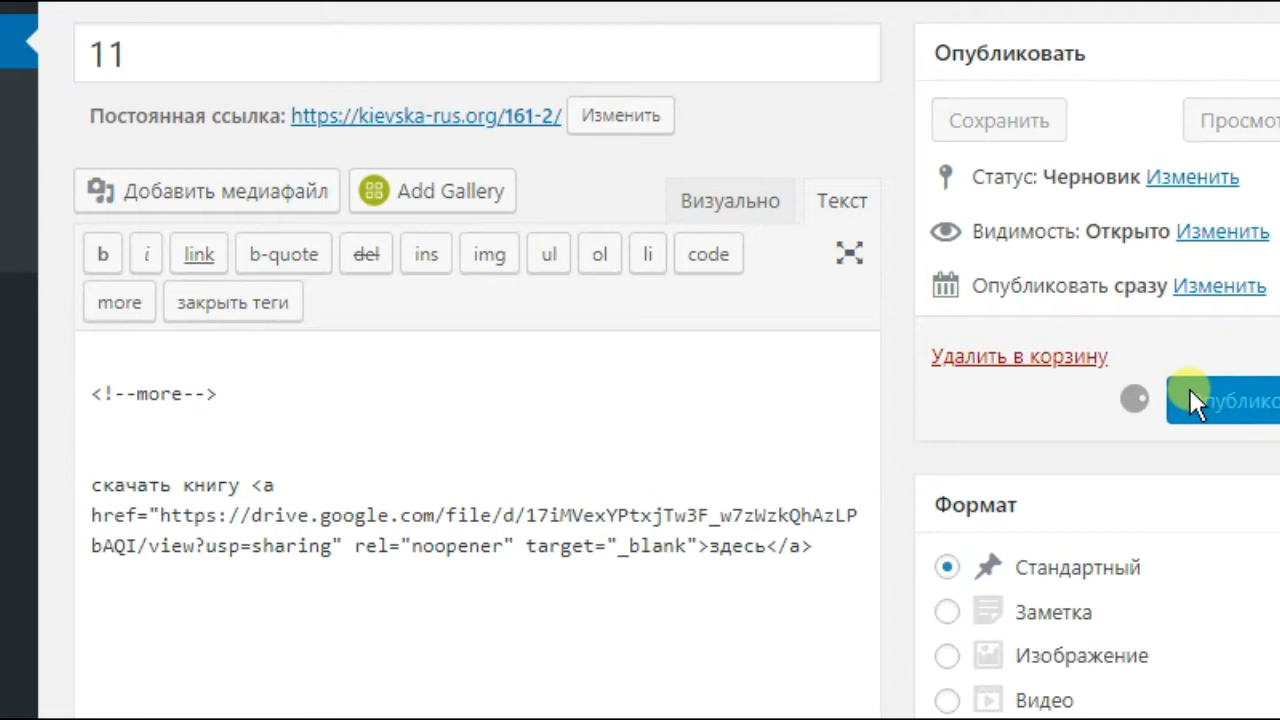 11
Постоянная ссылка: https://kievska-rus.org/161-2/ Изменить
Добавить медиафайл Add Gallery
Визуально Текст
b i link b-quote del ins img ul ol li code
more закрыть теги
<!--more-->
скачать книгу <a
href="https://drive.google.com/file/d/17iMVexYPtxjTw3F_w7zWzkQhAzLP
bAQI/view?usp=sharing" rel="noopener" target="_blank">здесь</a>
Опубликовать
Сохранить Просмот
Статус: Черновик Изменить
Видимость: Открыто Изменить
Опубликовать сразу Изменить
Удалить в корзину
публико
Формат
Стандартный
Заметка
Изображение
Видео